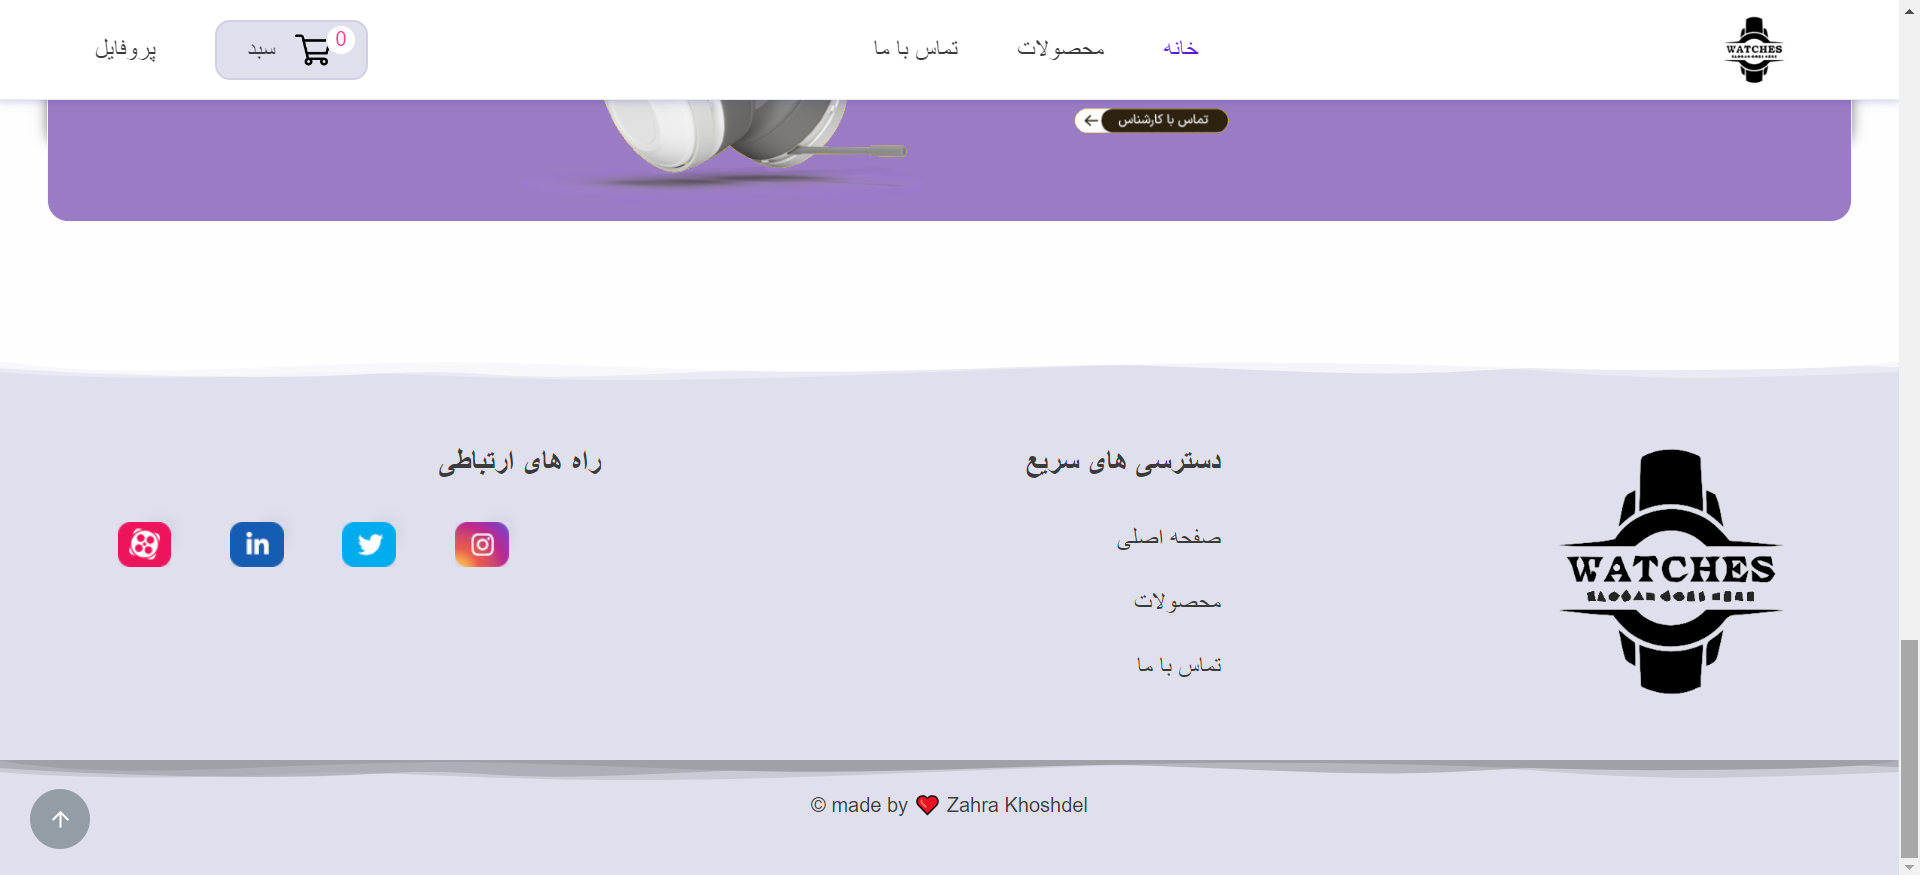 WATCHES
خانه
محصولات
تماس با ما
0
سبد
پروفایل
تماس با کارشناس
WATCHES
دسترسی های سریع
صفحه اصلی
محصولات
تماس با ما
راه های ارتباطی
in
© made by ❤️ Zahra Khoshdel